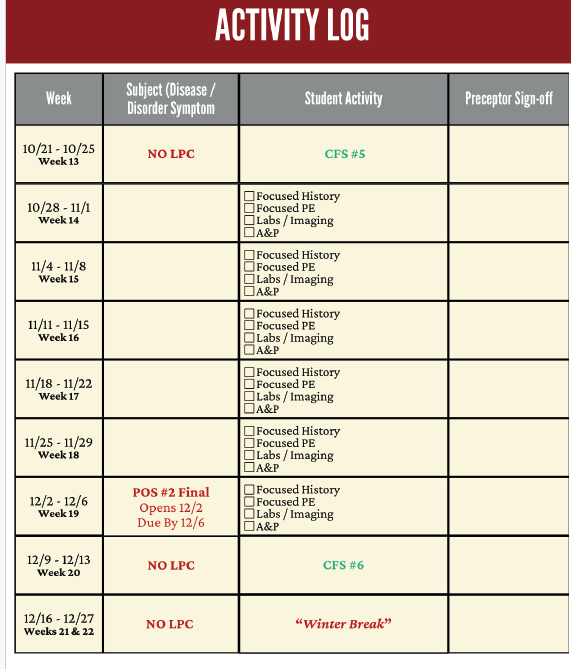 ACTIVITY LOG
Week
Subject (Disease /
Disorder Symptom
Student Activity
Preceptor Sign-off
10/21 - 10/25
Week 13
NO LPC
CFS #5
10/28 - 11/1
Week 14
Focused History
Focused PE
Labs / Imaging
A&P
11/4 - 11/8
Week 15
Focused History
Focused PE
Labs / Imaging
A&P
11/11 - 11/15
Week 16
Focused History
Focused PE
Labs / Imaging
A&P
11/18 - 11/22
Week 17
Focused History
Focused PE
Labs / Imaging
A&P
11/25 - 11/29
Week 18
Focused History
Focused PE
Labs / Imaging
A&P
12/2 - 12/6
Week 19
POS #2 Final
Opens 12/2
Due By 12/6
Focused History
Focused PE
Labs / Imaging
A&P
12/9 - 12/13
Week 20
NO LPC
CFS #6
12/16 - 12/27
Weeks 21 & 22
NO LPC
“Winter Break”